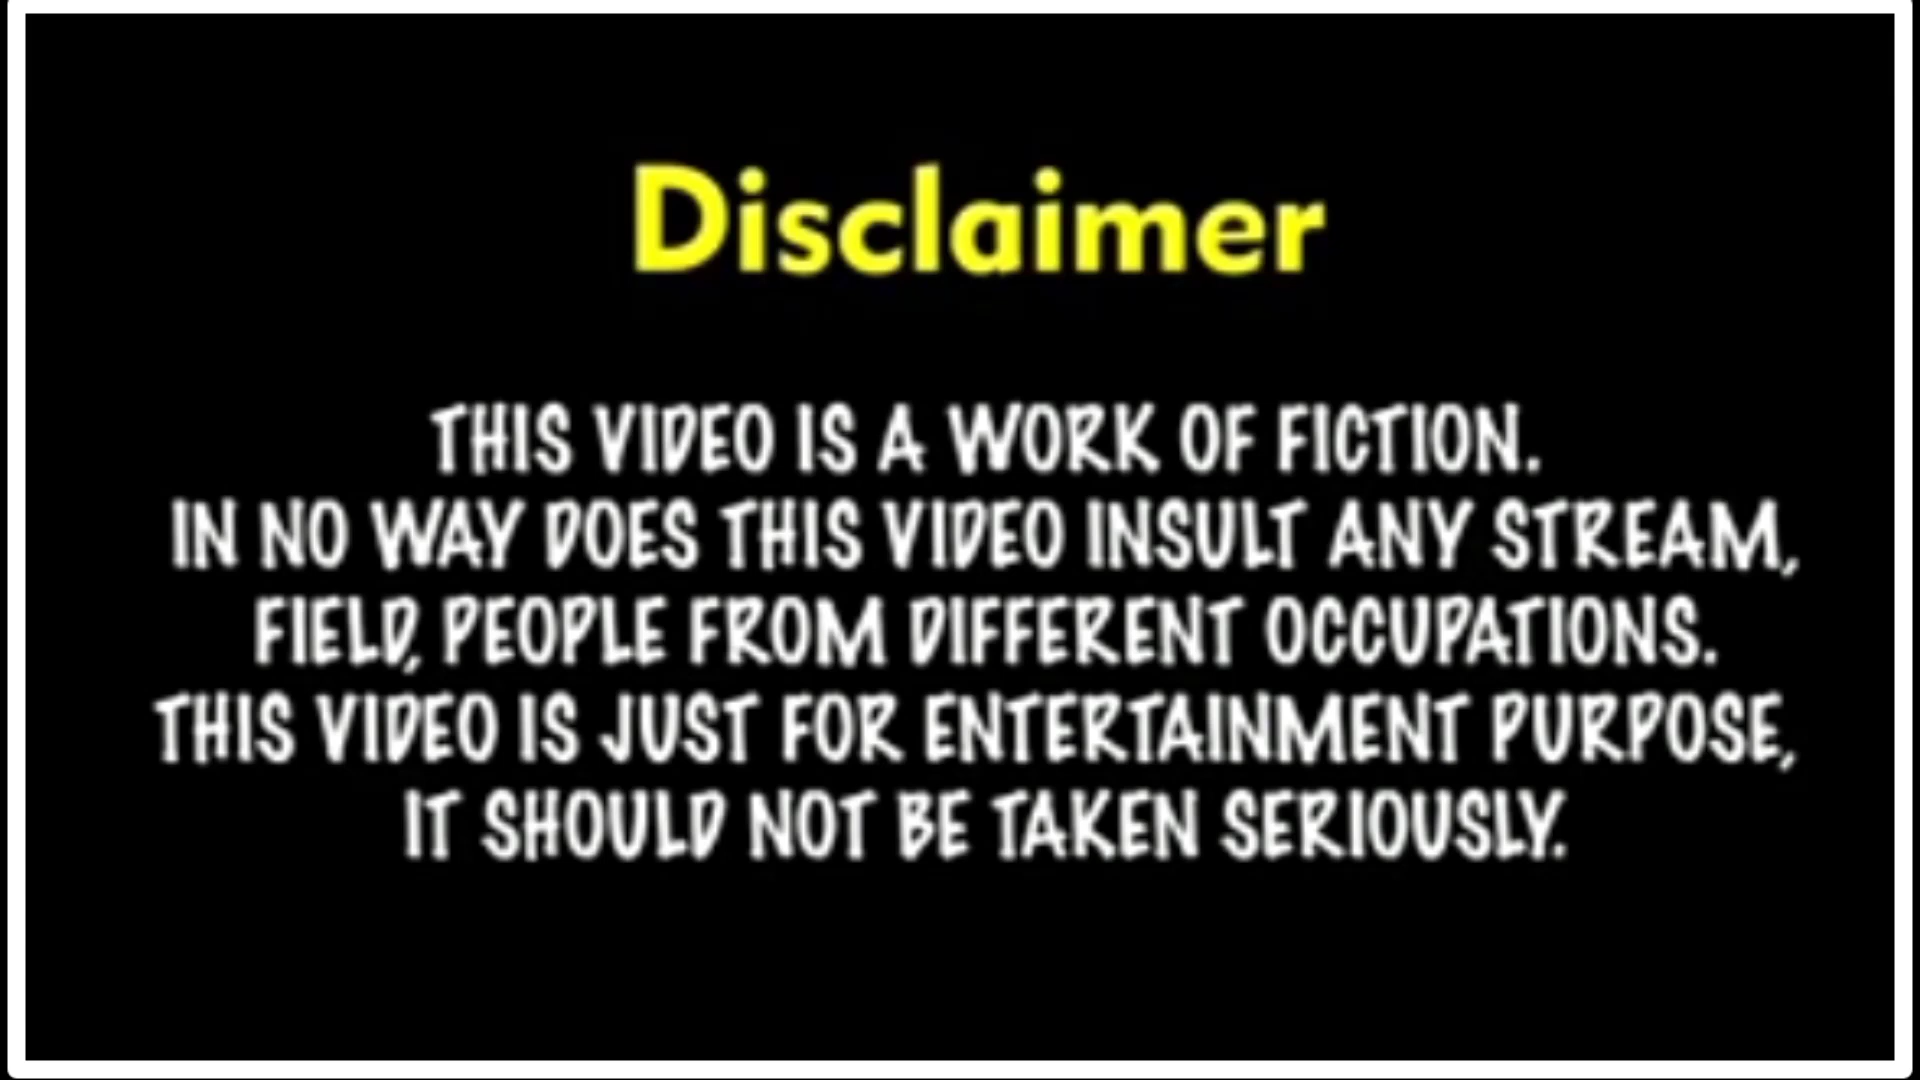 Disclaimer
THIS VIDEO IS A WORK OF FICTION.
IN NO WAY DOES THIS VIDEO INSULT ANY STREAM,
FIELD, PEOPLE FROM DIFFERENT OCCUPATIONS.
THIS VIDEO IS JUST FOR ENTERTAINMENT PURPOSE,
IT SHOULD NOT BE TAKEN SERIOUSLY.